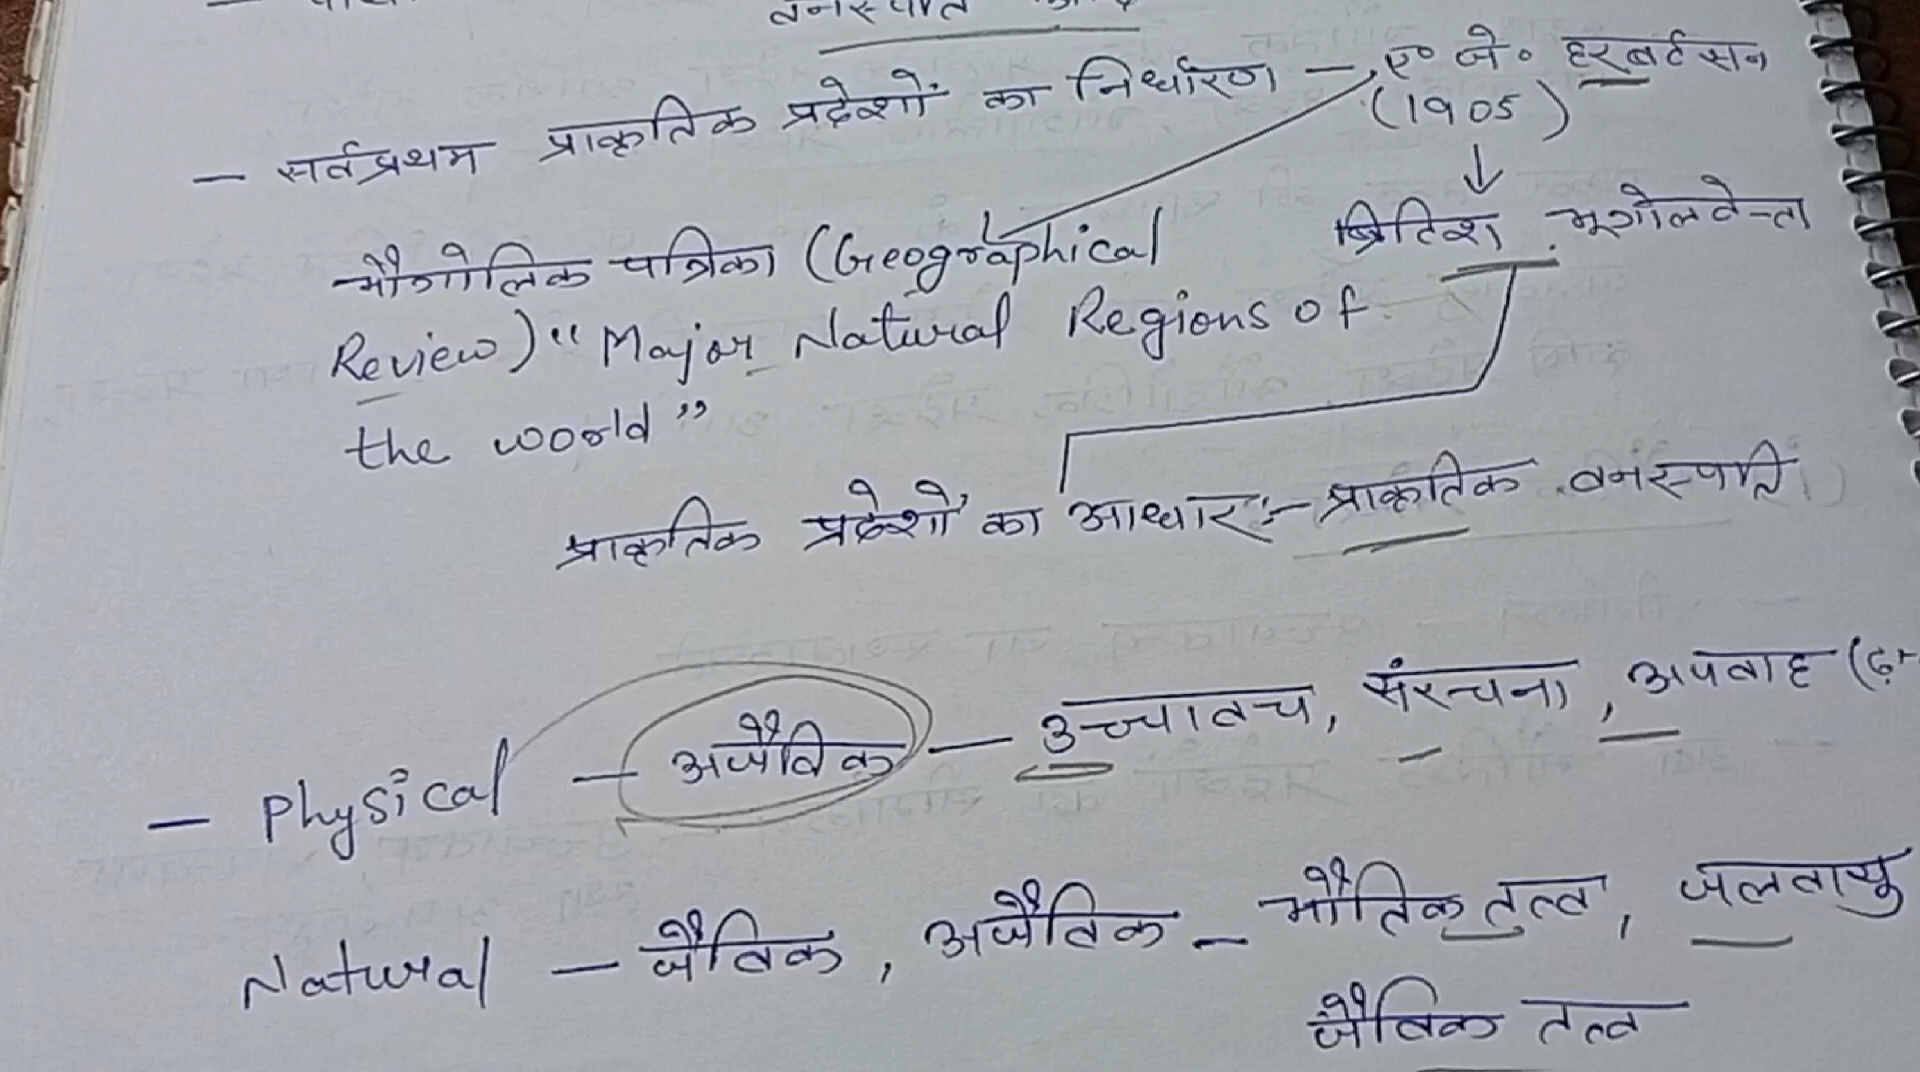 वनस्पति
– सर्वप्रथम प्राकृतिक प्रदेशों का निर्धारण – ए० जे० हरबर्टसन
(1905)
↓
ब्रिटिश भूगोलवेत्ता
भौगोलिक पत्रिका (Geographical
Review) "Major Natural Regions of
the world"
प्राकृतिक प्रदेशों का आधार:- प्राकृतिक वनस्पति
– Physical – अजैविक – उच्चावच, संरचना, अपवाह (
Natural – जैविक, अजैविक – भौतिक तत्व, जलवायु
जैविक तत्व